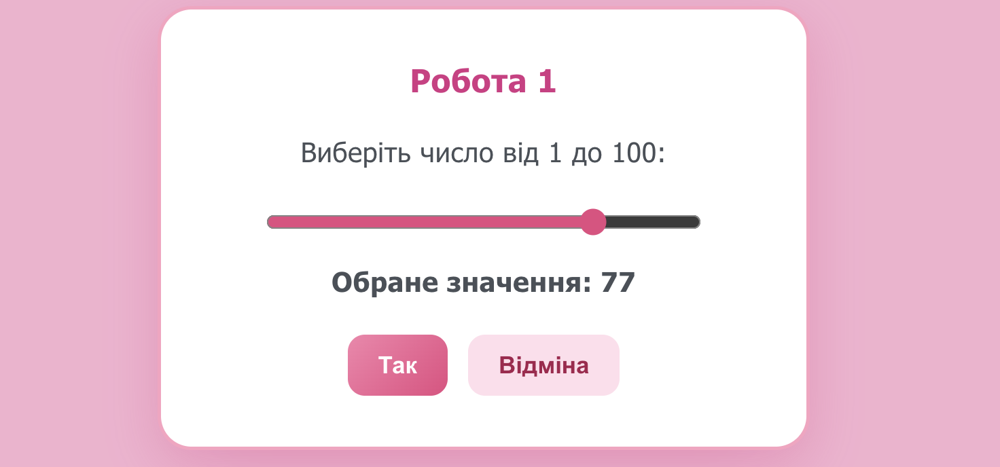 Робота 1
Виберіть число від 1 до 100:
Обране значення: 77
Так
Відміна